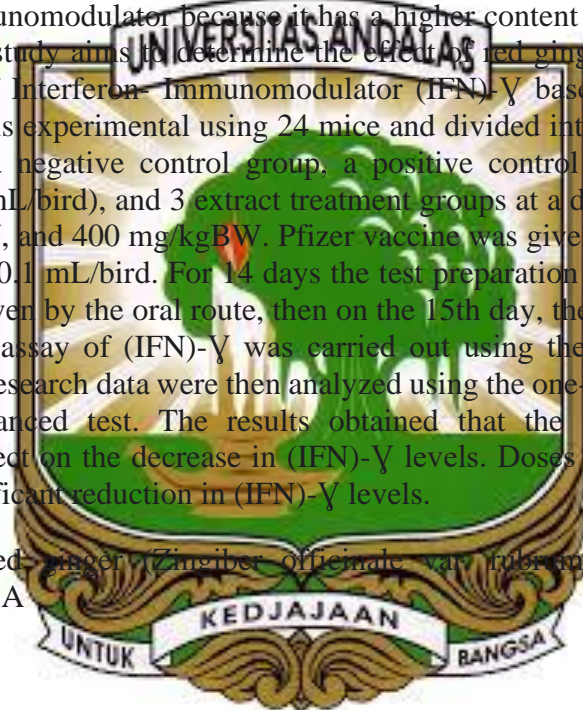 unomodulator because it has a higher content
UNIVERSITAS ANDALAS
study aims to determine the effect of red ging
Interferon- Immunomodulator (IFN)-Ɣ base
is experimental using 24 mice and divided int
negative control group, a positive control
mL/bird), and 3 extract treatment groups at a d
, and 400 mg/kgBW. Pfizer vaccine was give
0.1 mL/bird. For 14 days the test preparation
ven by the oral route, then on the 15th day, the
assay of (IFN)-Ɣ was carried out using the
esearch data were then analyzed using the one-
anced test. The results obtained that the
ect on the decrease in (IFN)-Ɣ levels. Doses
ficant reduction in (IFN)-Ɣ levels.
ed ginger (Zingiber officinale var. rubrum
A
UNTUK KEDJAJAAN BANGSA